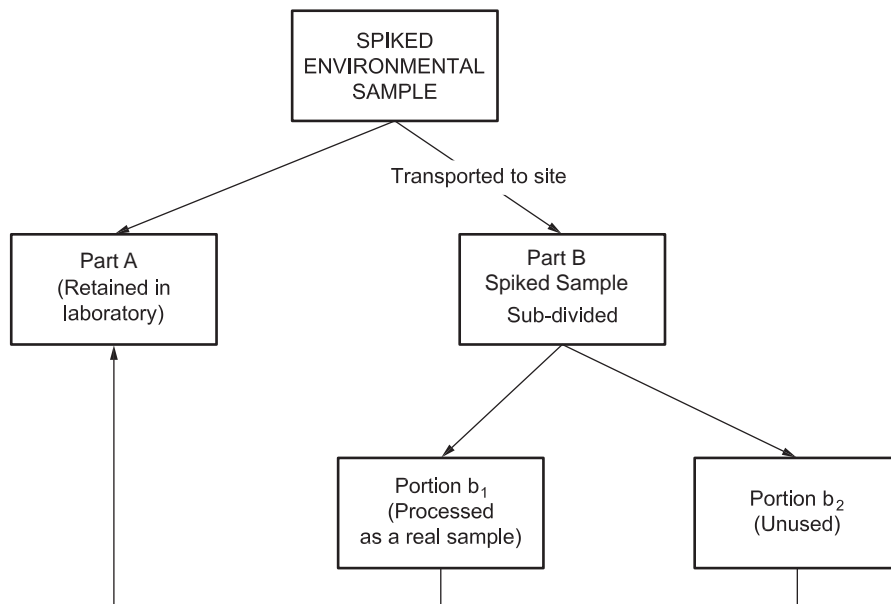 SPIKED
ENVIRONMENTAL
SAMPLE
Transported to site
Part A
(Retained in
laboratory)
Part B
Spiked Sample
Sub-divided
Portion b₁
(Processed
as a real sample)
Portion b₂
(Unused)